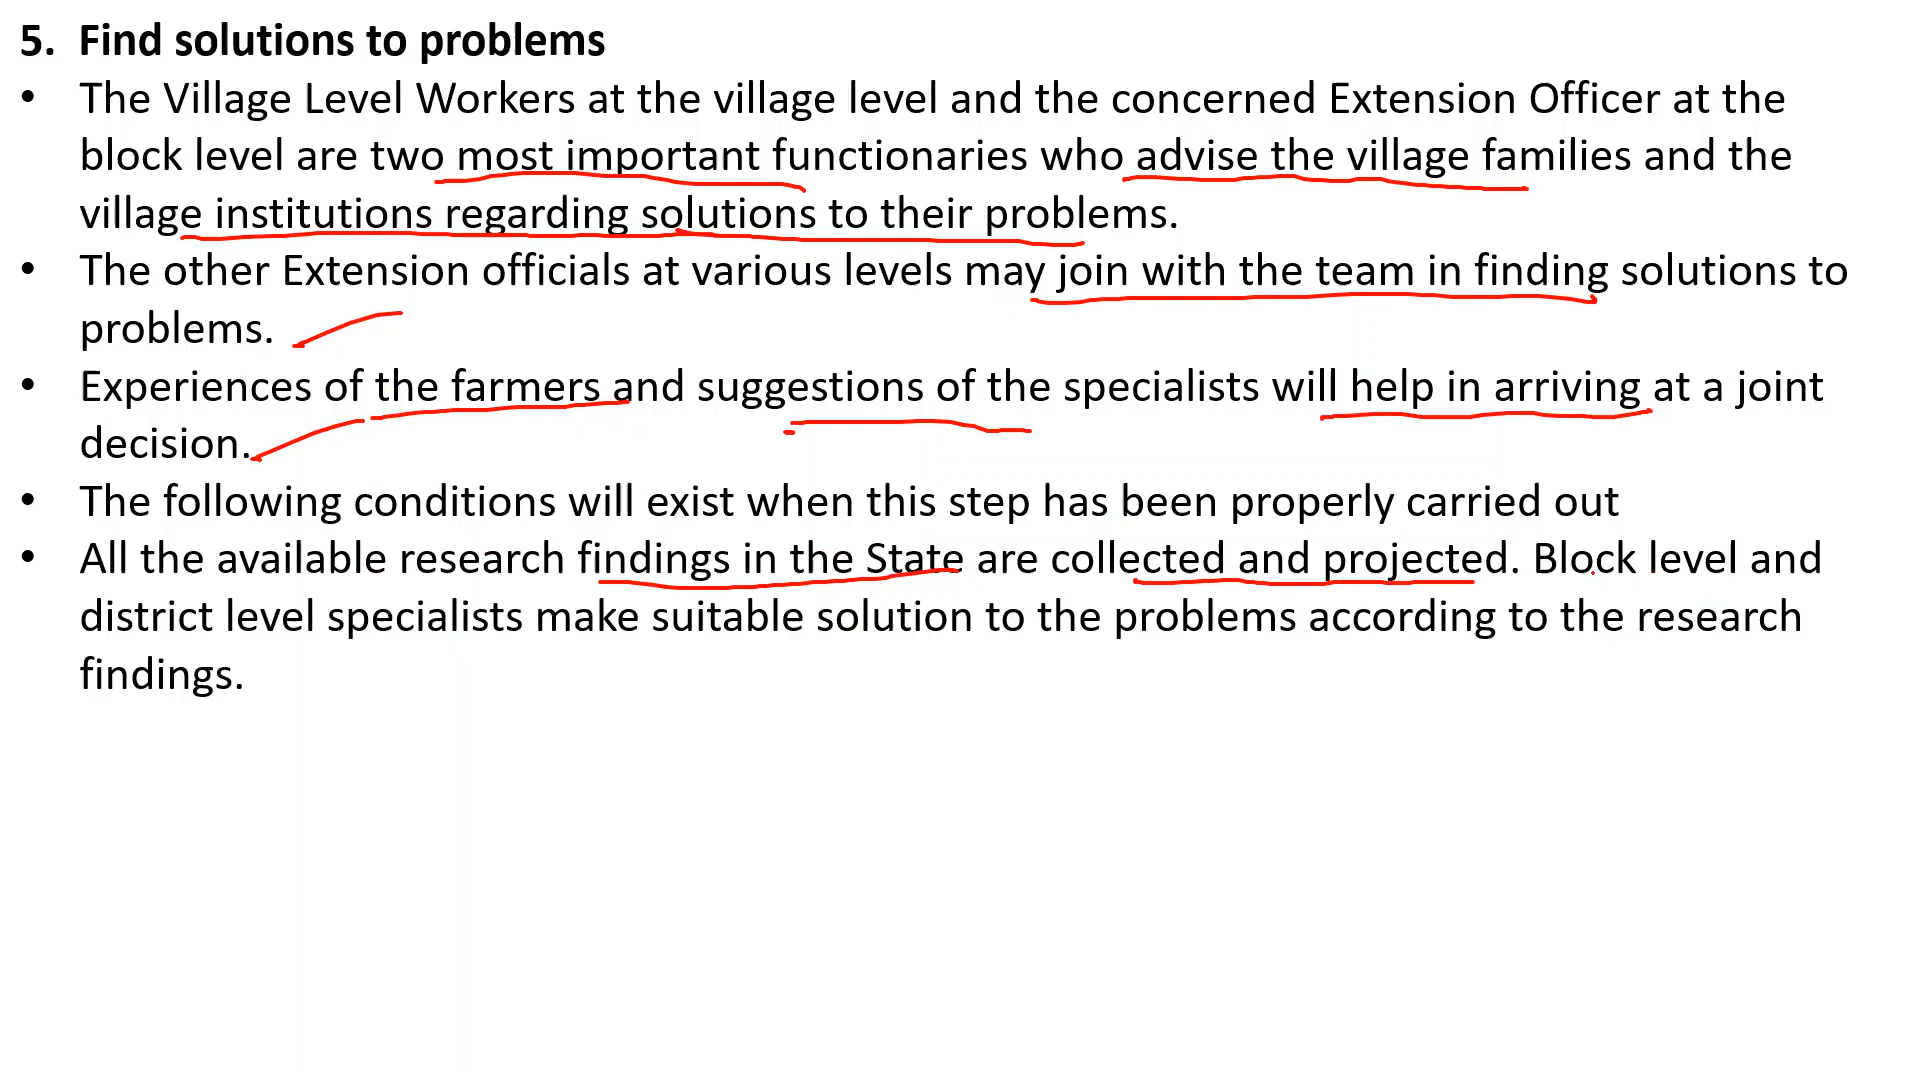 5. Find solutions to problems
• The Village Level Workers at the village level and the concerned Extension Officer at the
block level are two most important functionaries who advise the village families and the
village institutions regarding solutions to their problems.
• The other Extension officials at various levels may join with the team in finding solutions to
problems.
• Experiences of the farmers and suggestions of the specialists will help in arriving at a joint
decision.
• The following conditions will exist when this step has been properly carried out
• All the available research findings in the State are collected and projected. Block level and
district level specialists make suitable solution to the problems according to the research
findings.